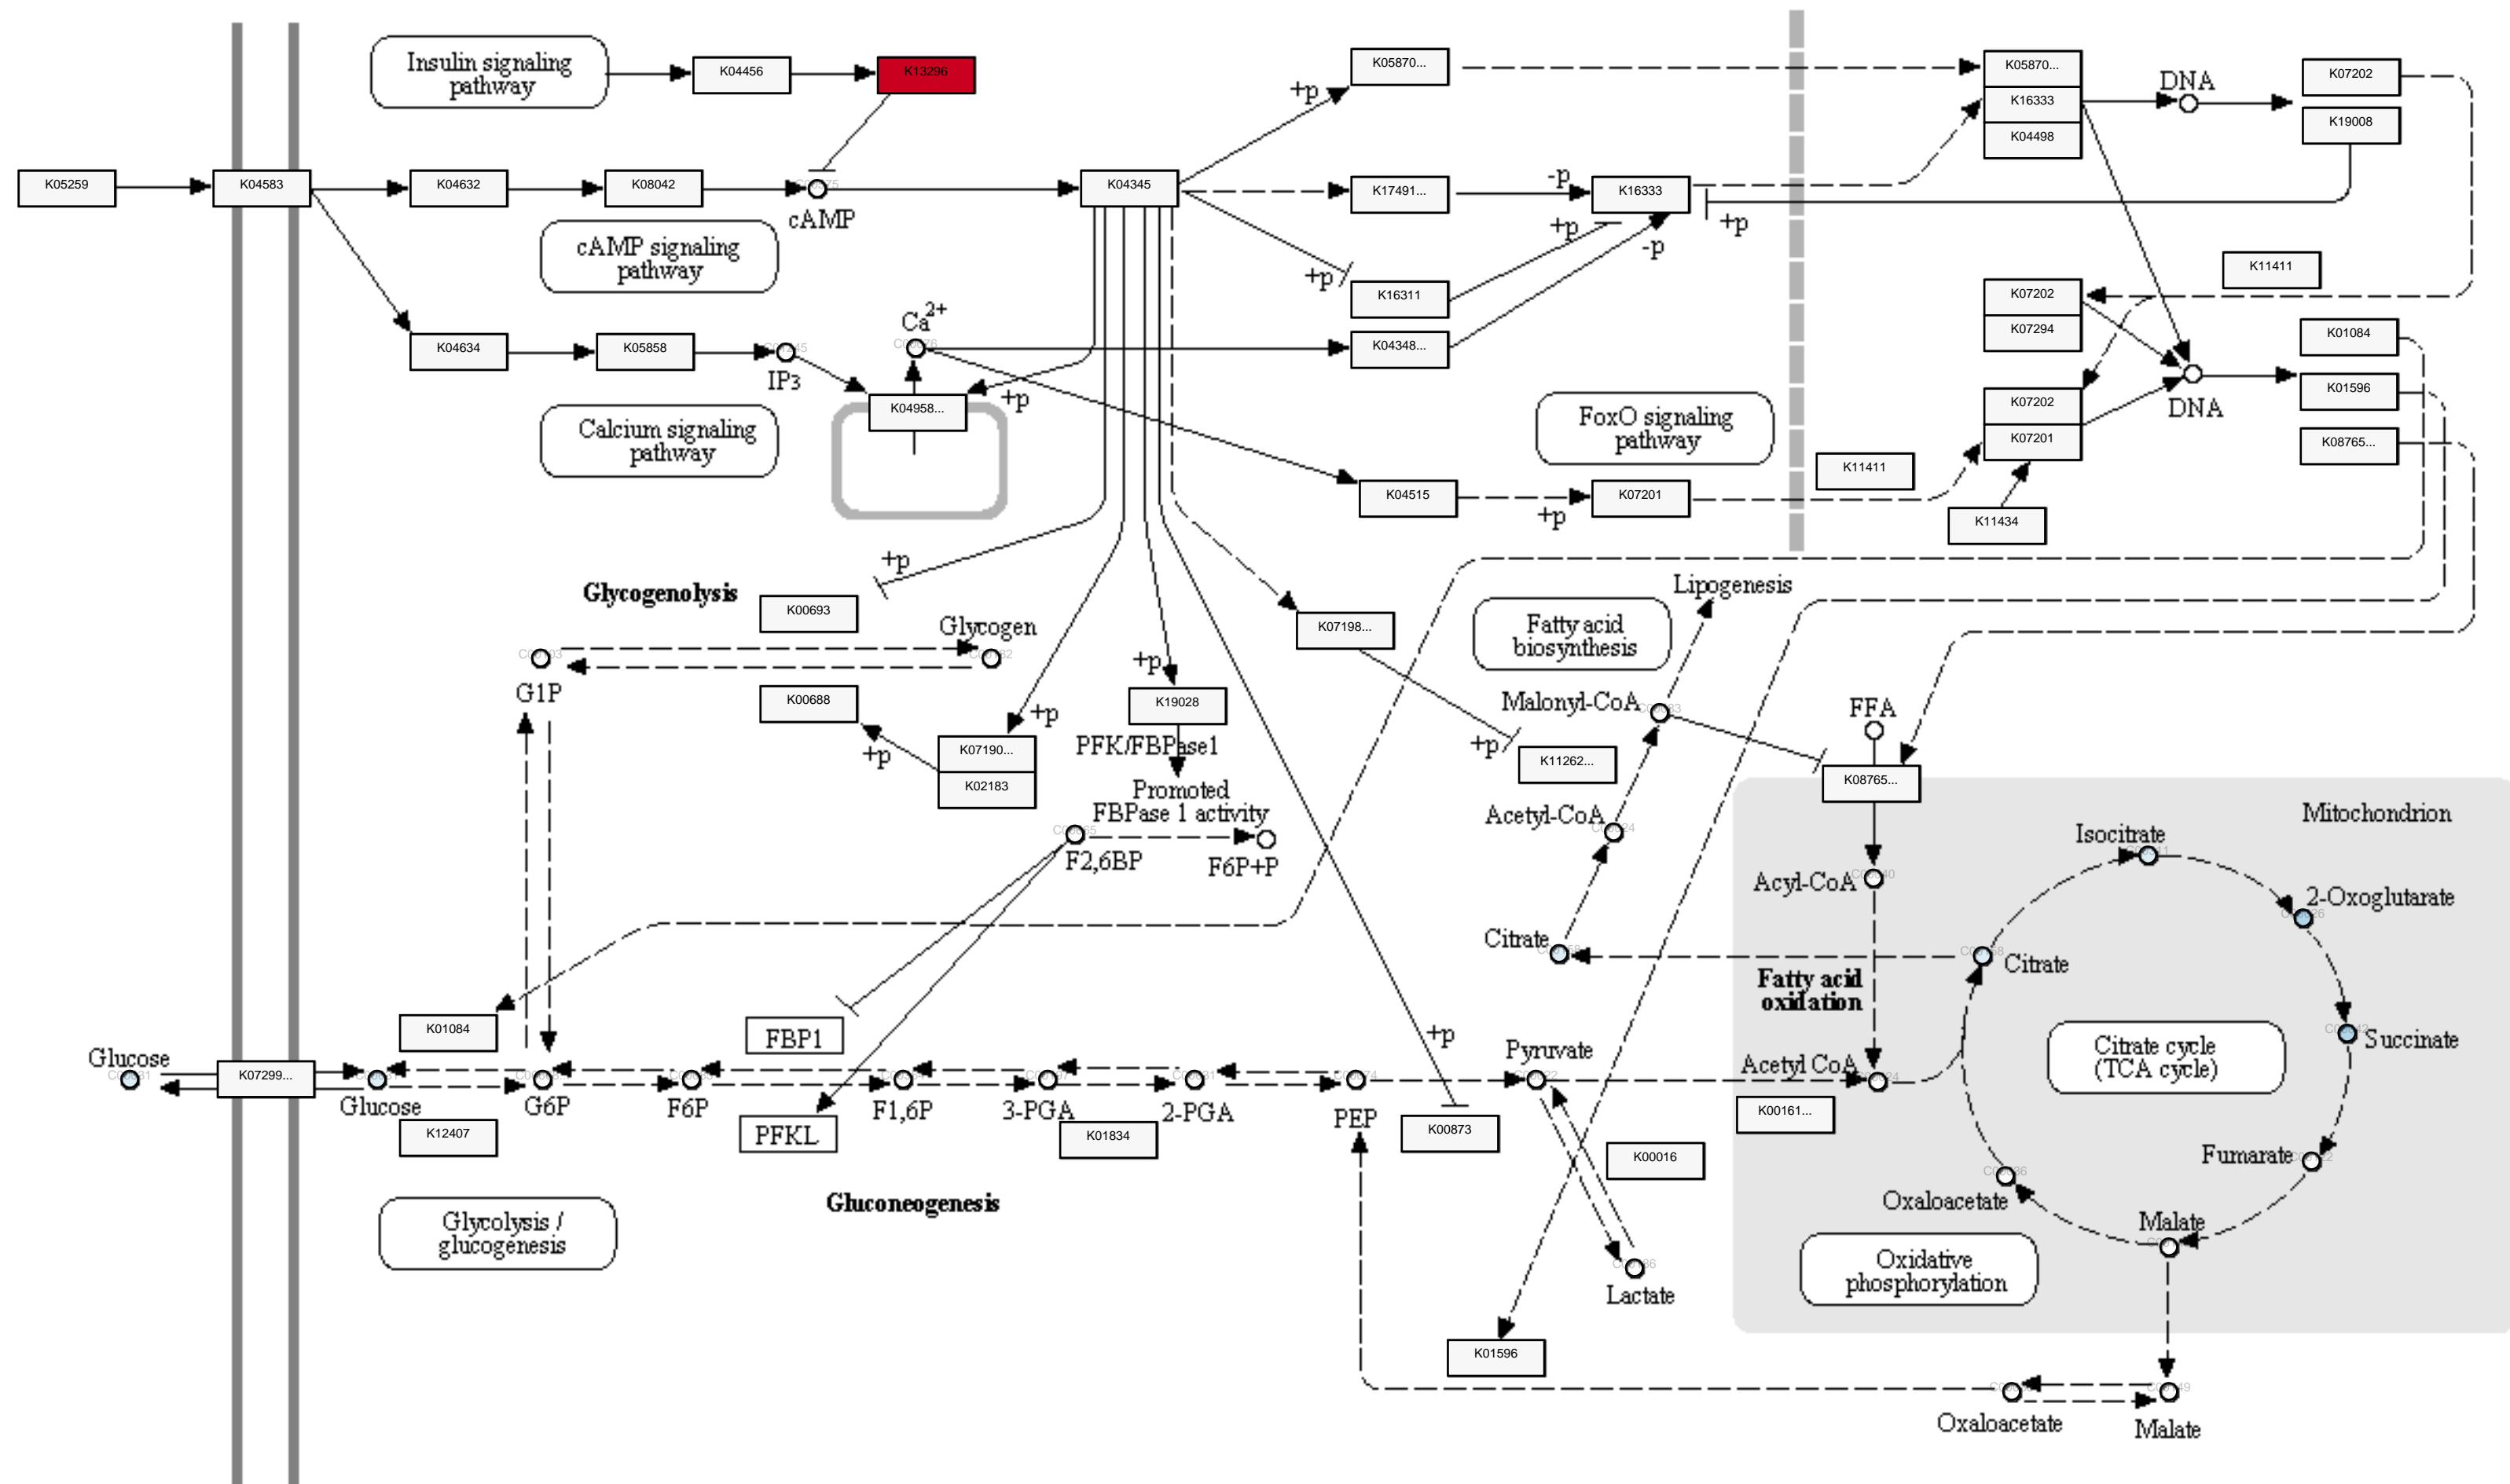 Insulin signaling
pathway
K04456
K13296
K05870...
K05870...
K16333
K04498
DNA
K07202
K19008
+p
K05259
K04583
K04632
K08042
cAMP
K04345
K17491...
-p
K16333
+p
+p
-p
+p
K16311
cAMP signaling
pathway
K11411
K07202
K07294
Ca2+
K04634
K05858
IP3
K04348...
K01084
K04958...
+p
K07202
K07201
DNA
K01596
K08765...
Calcium signaling
pathway
FoxO signaling
pathway
K11411
K04515
+p
K07201
K11434
+p
Glycogenolysis
K00693
Glycogen
G1P
K00688
+p
K07198...
Lipogenesis
Fatty acid
biosynthesis
K19028
+p
+p
K07190...
K02183
PFK/FBPase1
Promoted
FBPase 1 activity
F2,6BP
F6P+P
Malonyl-CoA
+p
K11262...
FFA
K08765...
Acetyl-CoA
Mitochondrion
Isocitrate
Acyl-CoA
2-Oxoglutarate
Citrate
Citrate
Fatty acid
oxidation
K01084
FBP1
+p
Glucose
K07299...
Glucose
G6P
F6P
F1,6P
3-PGA
2-PGA
PEP
Pyruvate
Acetyl CoA
Citrate cycle
(TCA cycle)
Succinate
K12407
PFKL
K01834
K00873
K00161...
K00016
Fumarate
Oxaloacetate
Malate
Gluconeogenesis
Glycolysis /
glucogenesis
Lactate
Oxidative
phosphorylation
K01596
Oxaloacetate
Malate